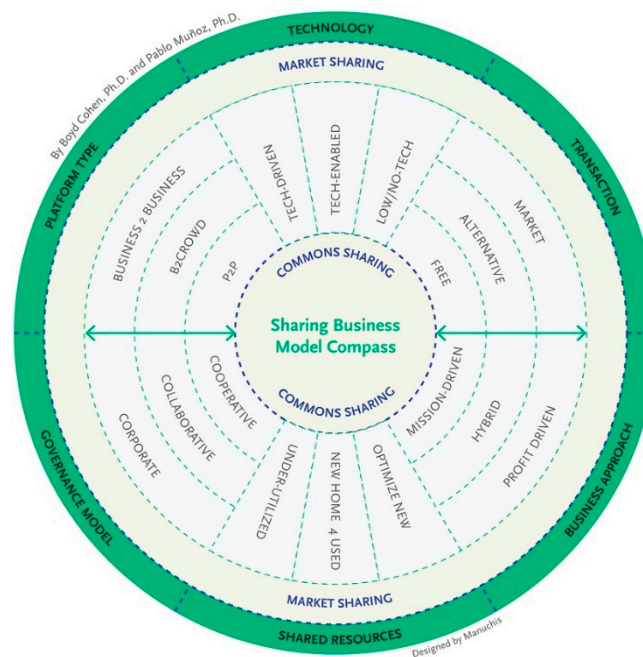 TECHNOLOGY
MARKET SHARING
By Boyd Cohen, Ph.D. and Pablo Muñoz, Ph.D.
PLATFORM TYPE
TRANSACTION
BUSINESS 2 BUSINESS
B2CROWD
P2P
TECH-DRIVEN
TECH-ENABLED
LOW/NO-TECH
FREE
ALTERNATIVE
MARKET
COMMONS SHARING
Sharing Business
Model Compass
COMMONS SHARING
CORPORATE
COLLABORATIVE
COOPERATIVE
UNDER-UTILIZED
NEW HOME 4 USED
OPTIMIZE NEW
MISSION-DRIVEN
HYBRID
PROFIT DRIVEN
GOVERNANCE MODEL
BUSINESS APPROACH
MARKET SHARING
SHARED RESOURCES
Designed by Manuchis